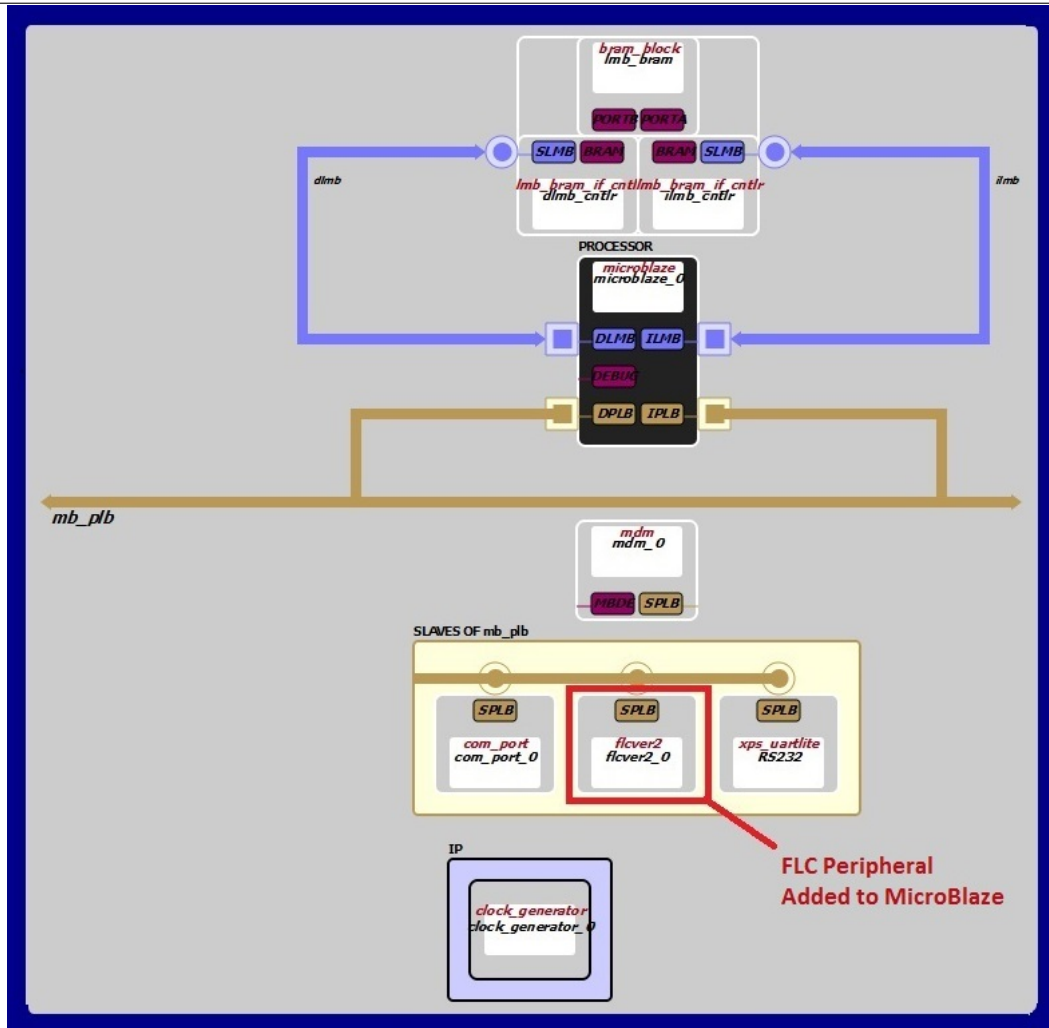 bram_block
lmb_bram
PORTB PORTA
SLMB BRAM BRAM SLMB
dlmb
ilmb
lmb_bram_if_cntlr
dlmb_cntlr
lmb_bram_if_cntlr
ilmb_cntlr
PROCESSOR
microblaze
microblaze_0
DLMB ILMB
DEBUG
DPLB IPLB
mb_plb
mdm
mdm_0
MBDE SPLB
SLAVES OF mb_plb
SPLB SPLB SPLB
com_port
com_port_0
flcver2
flcver2_0
xps_uartlite
RS232
IP
clock_generator
clock_generator_0
FLC Peripheral
Added to MicroBlaze